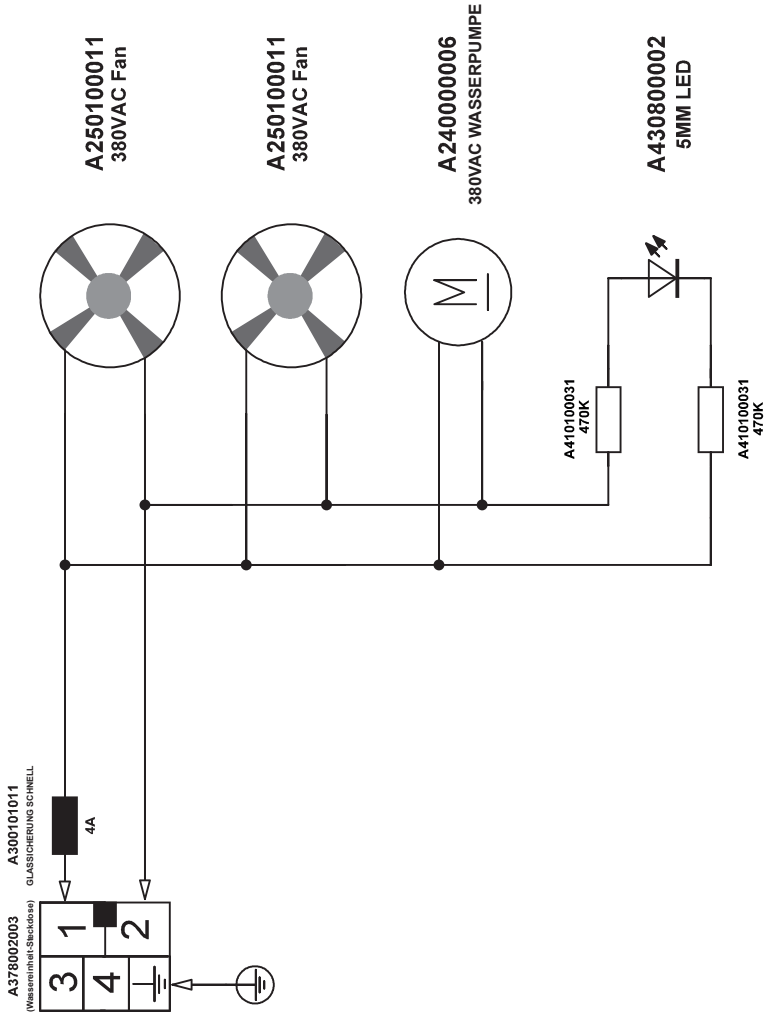 A250100011
380VAC Fan
A250100011
380VAC Fan
A240000006
380VAC WASSERPUMPE
A430800002
5MM LED
M
A410100031
470K
A410100031
470K
A300101011
GLASSICHERUNG SCHNELL
4A
A378002003
(Wassereinheit-Steckdose)
1
2
3
4